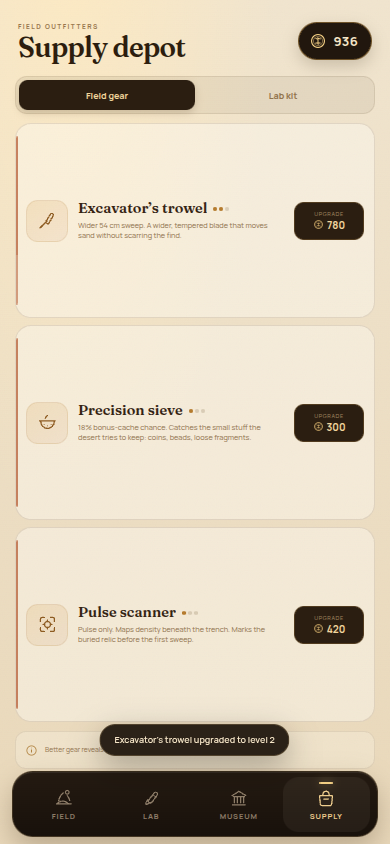 FIELD OUTFITTERS
Supply depot
936
Field gear
Lab kit
Excavator's trowel
Wider 54 cm sweep. A wider, tempered blade that moves
sand without scarring the find.
UPGRADE
780
Precision sieve
18% bonus-cache chance. Catches the small stuff the
desert tries to keep: coins, beads, loose fragments.
UPGRADE
300
Pulse scanner
Pulse only. Maps density beneath the trench. Marks the
buried relic before the first sweep.
UPGRADE
420
Better gear
Excavator's trowel upgraded to level 2
FIELD
LAB
MUSEUM
SUPPLY